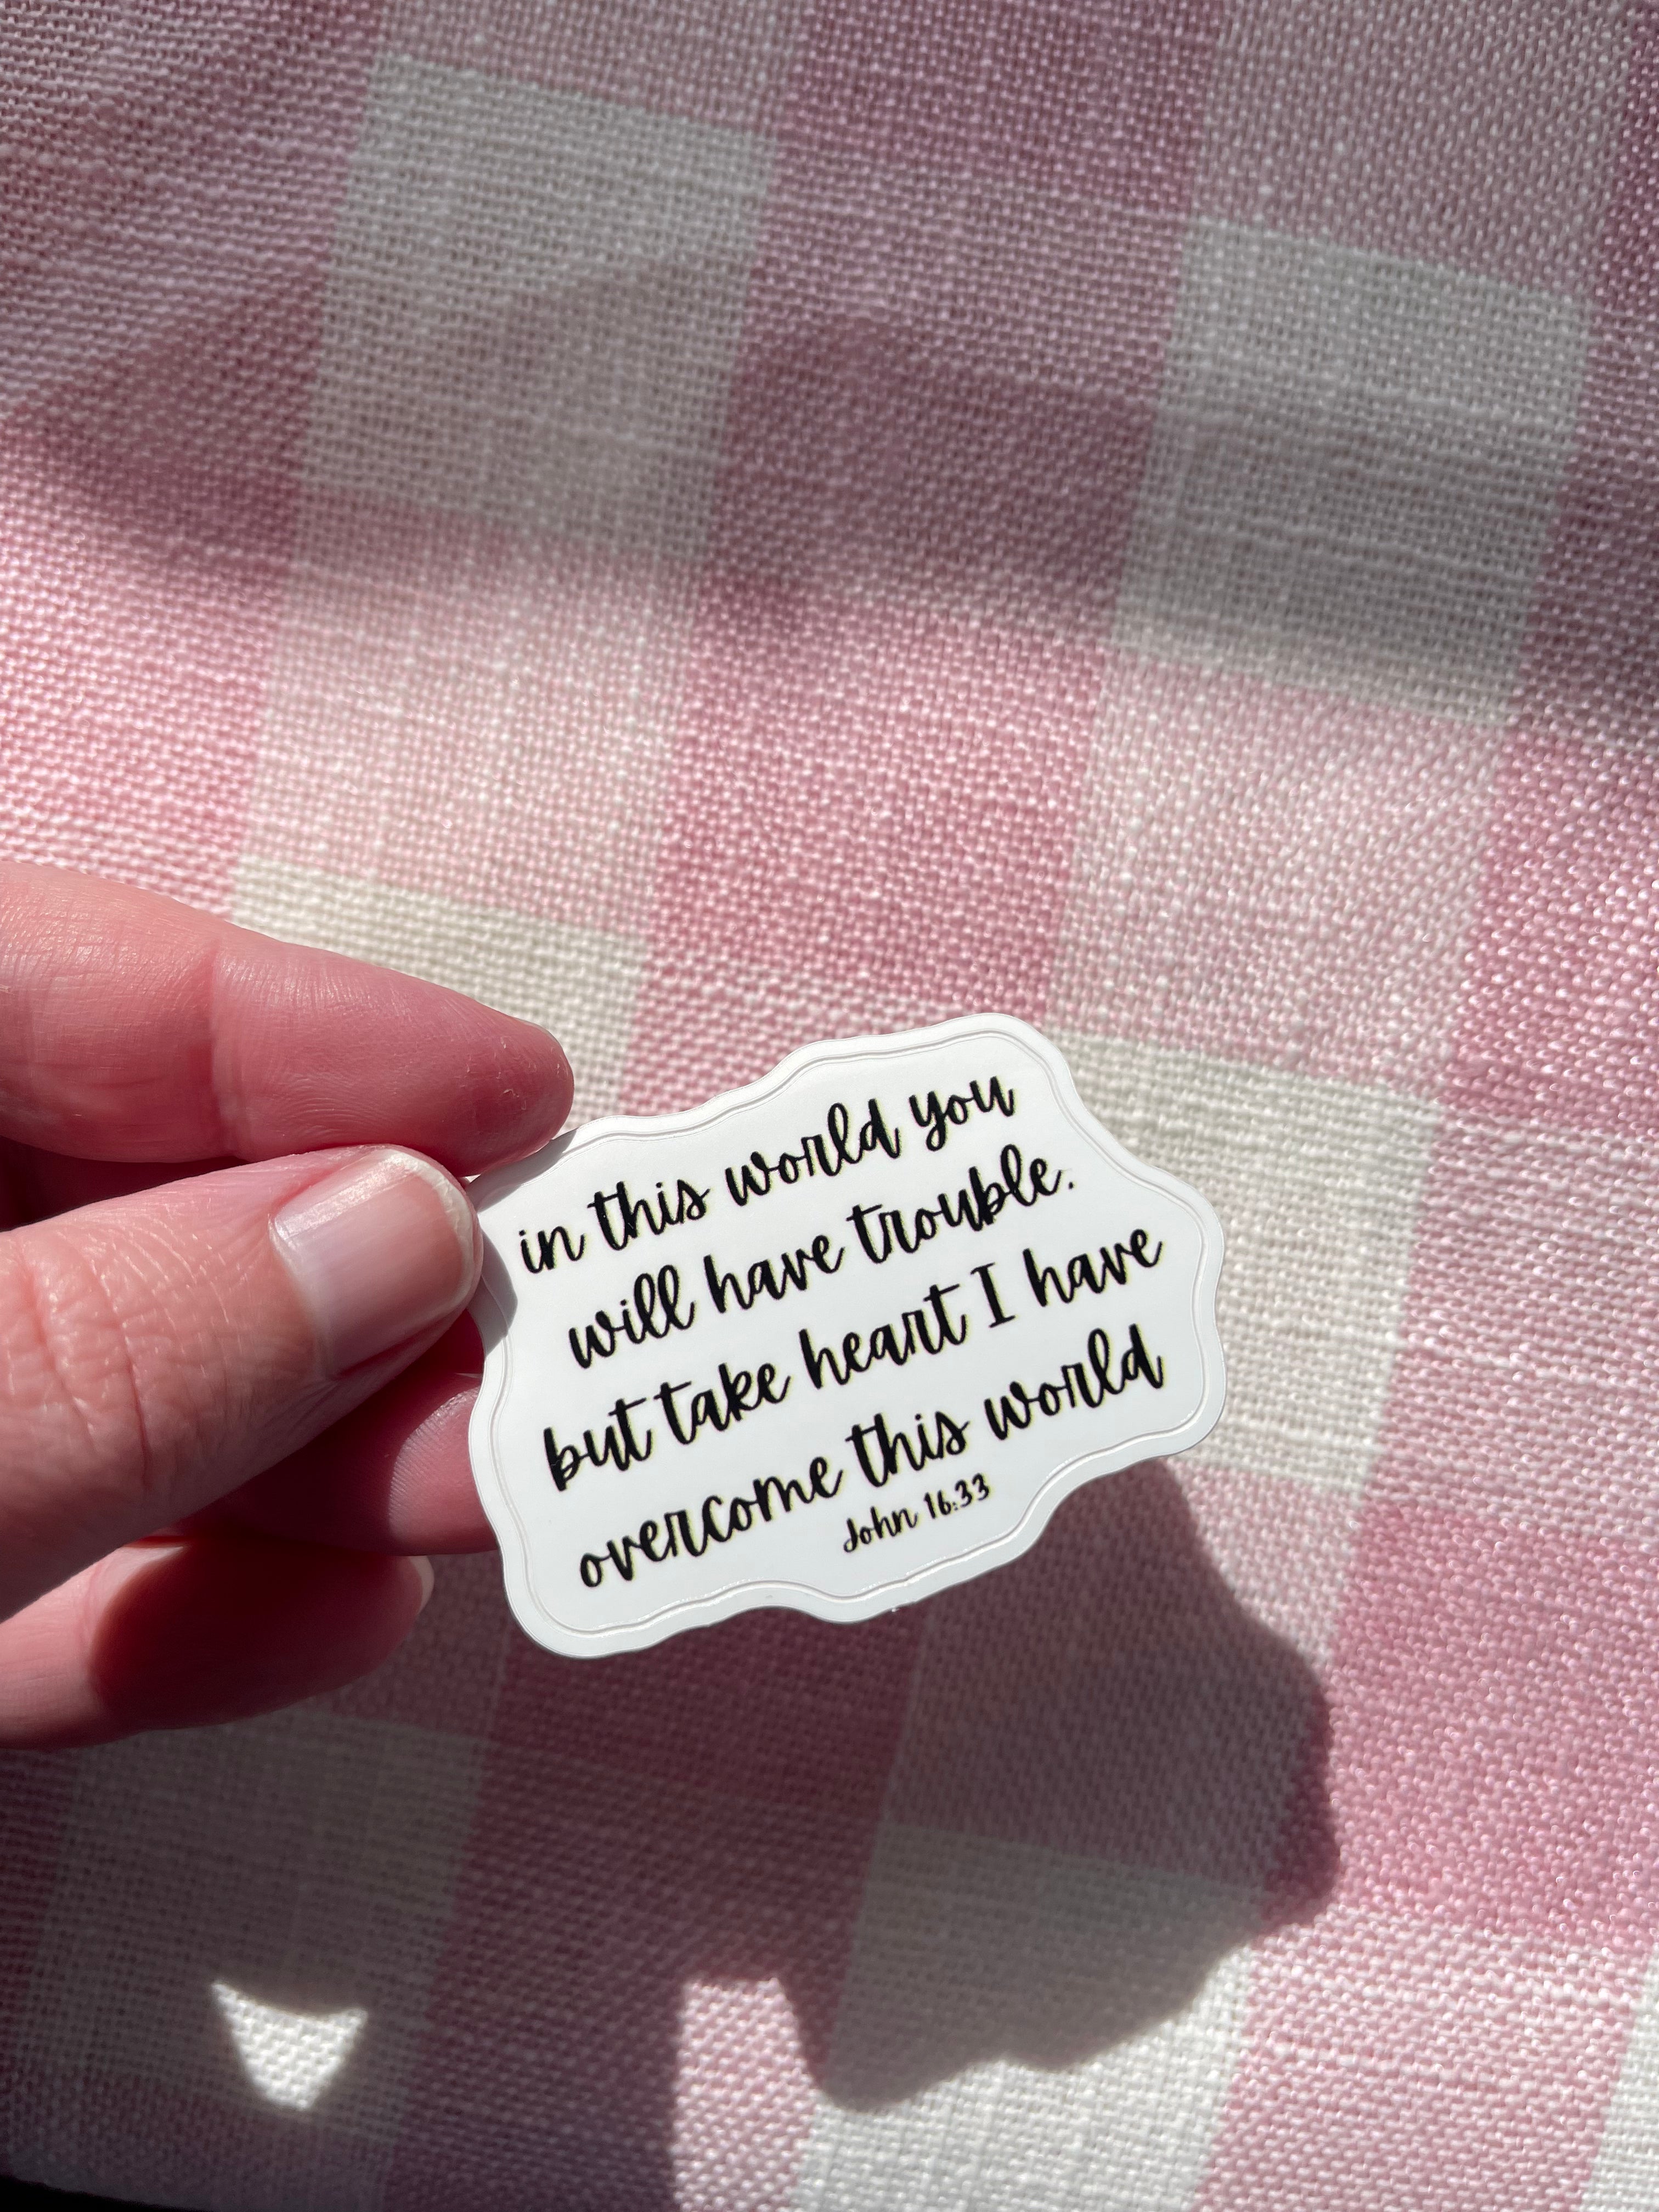 in this world you
will have trouble.
but take heart I have
overcome this world
John 16:33